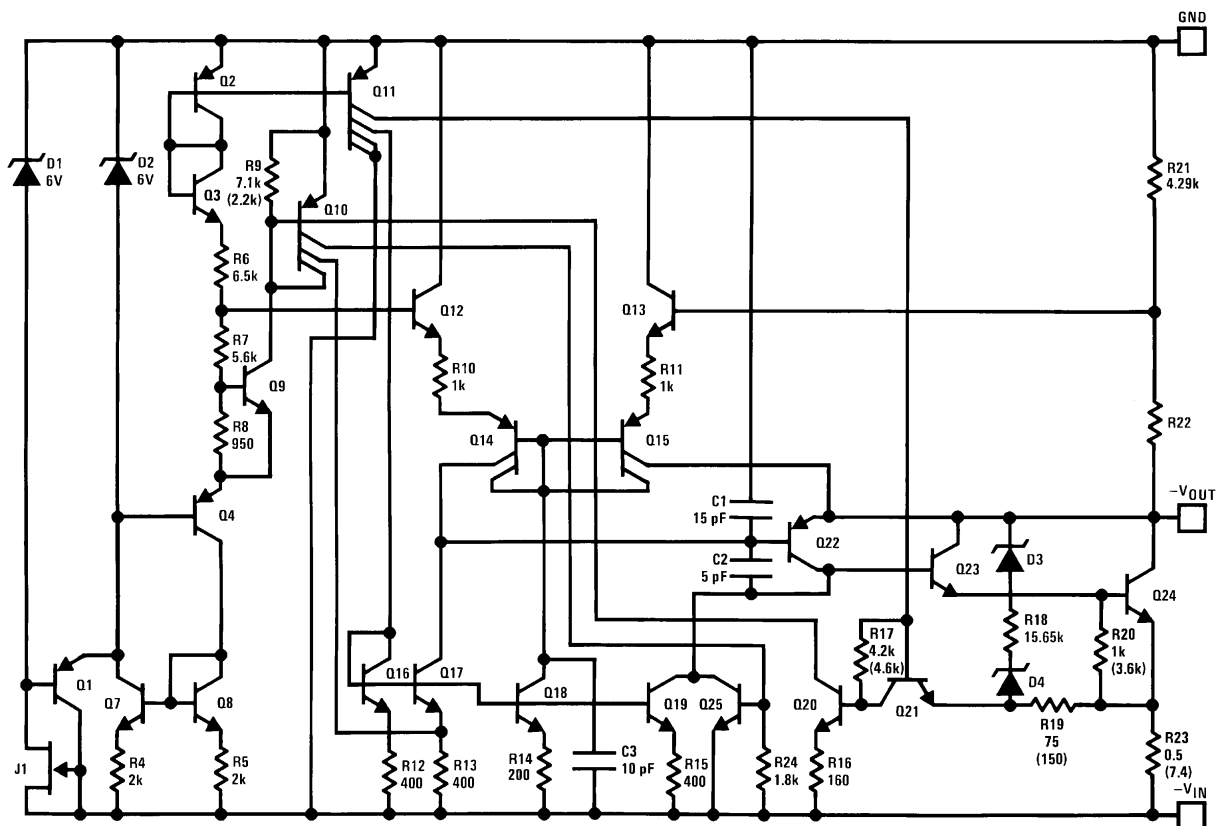 GND
Q2
Q11
D1
6V
D2
6V
R9
7.1k
(2.2k)
Q3
Q10
R21
4.29k
R6
6.5k
Q12
Q13
R7
5.6k
R10
1k
R11
1k
Q9
R8
950
R22
Q14
Q15
Q4
C1
15 pF
-VOUT
Q22
C2
5 pF
Q23
D3
Q24
R18
15.65k
R20
1k
(3.6k)
R17
4.2k
(4.6k)
Q1
Q7
Q8
Q16
Q17
Q18
Q19
Q25
Q20
Q21
D4
R19
75
(150)
R23
0.5
(7.4)
J1
R4
2k
R5
2k
R12
400
R13
400
R14
200
C3
10 pF
R15
400
R24
1.8k
R16
160
-VIN